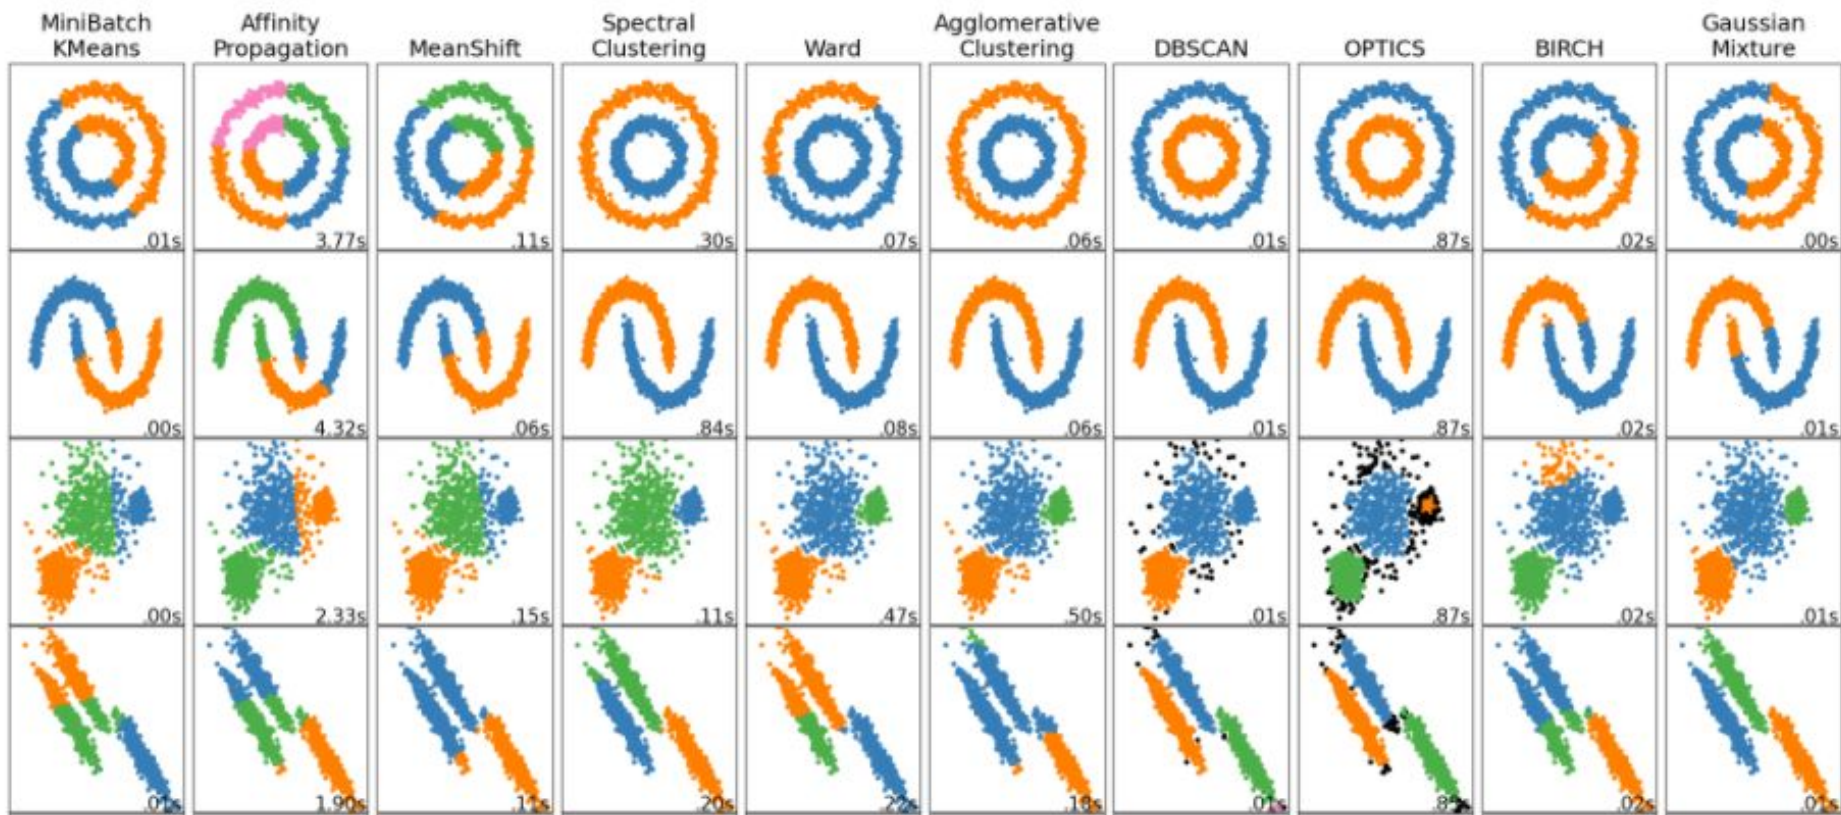 MiniBatch
KMeans
Affinity
Propagation
MeanShift
Spectral
Clustering
Ward
Agglomerative
Clustering
DBSCAN
OPTICS
BIRCH
Gaussian
Mixture
.01s
3.77s
.11s
.30s
.07s
.06s
.01s
.87s
.02s
.00s
.00s
4.32s
.06s
.84s
.08s
.06s
.01s
.87s
.02s
.01s
.00s
2.33s
.15s
.11s
.47s
.50s
.01s
.87s
.02s
.01s
.01s
1.90s
.11s
.20s
.22s
.18s
.01s
.02s
.01s